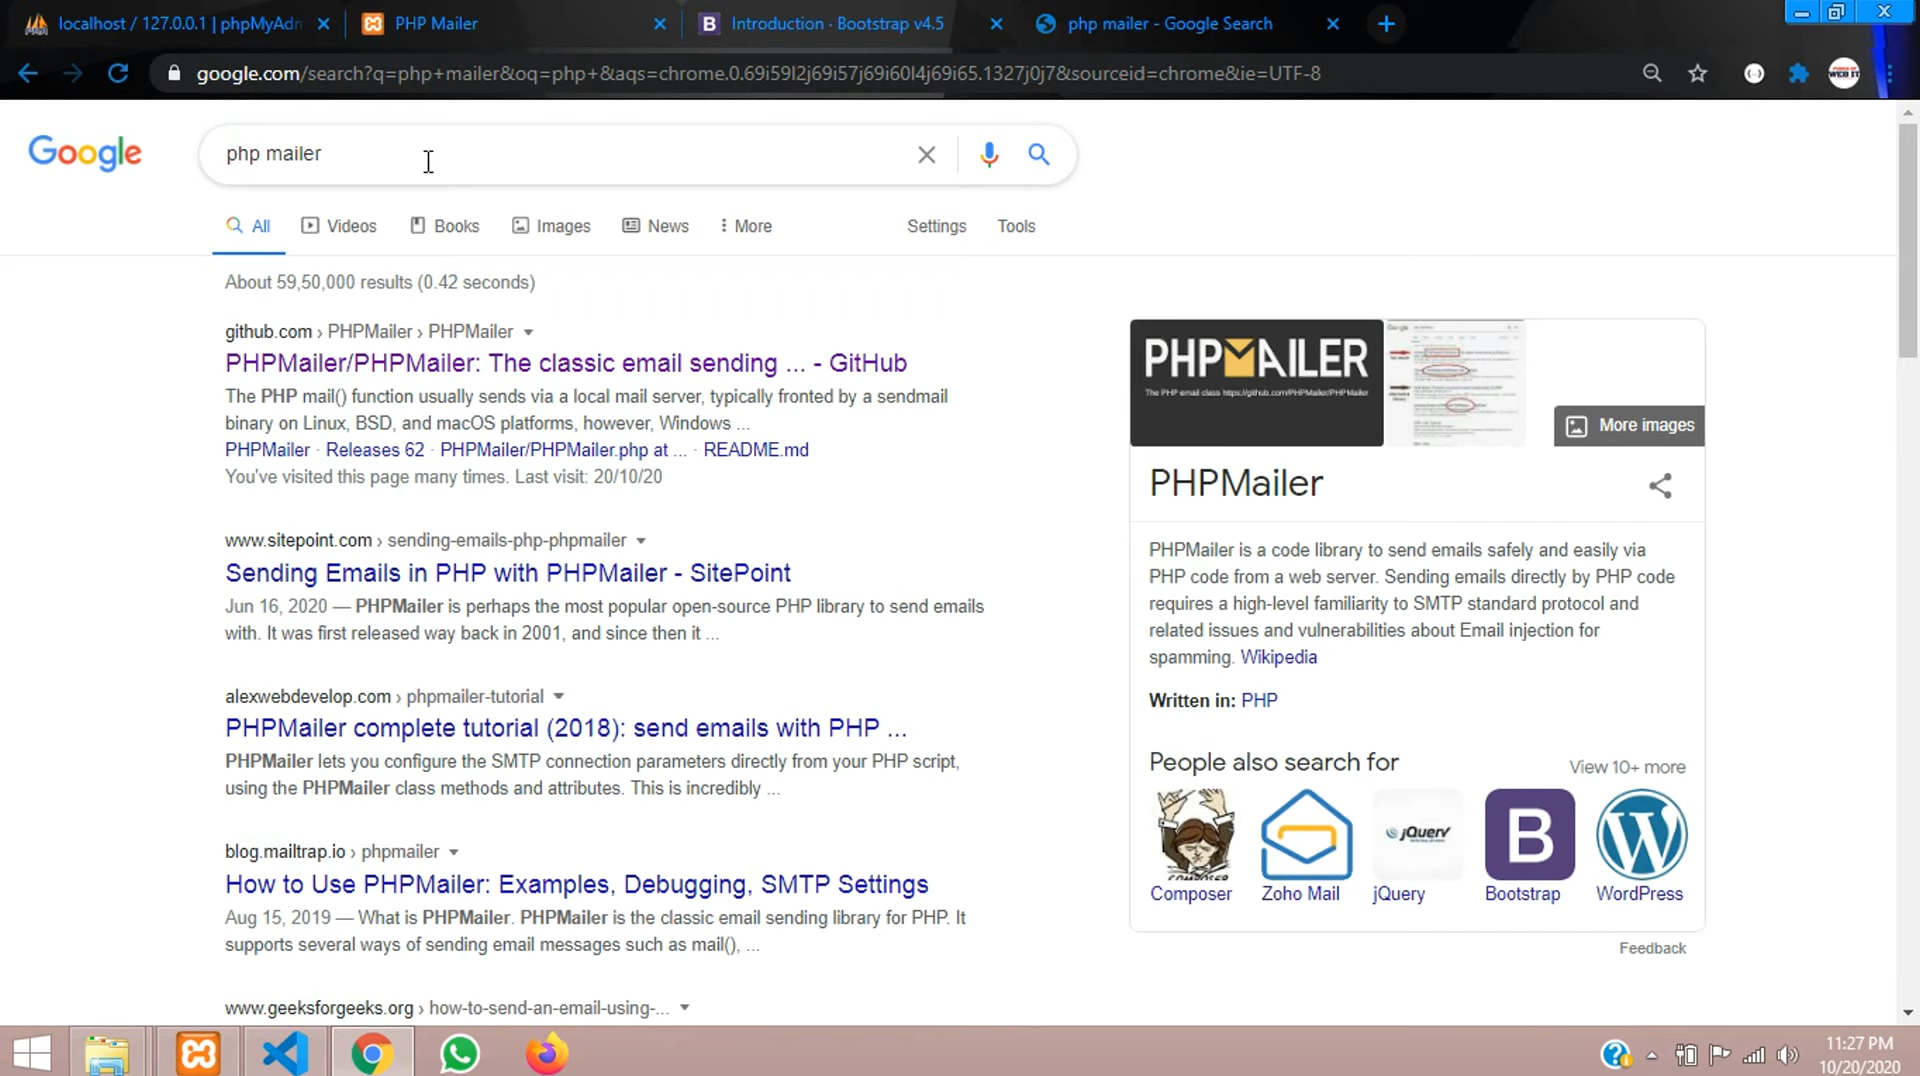 localhost / 127.0.0.1 | phpMyAdm
PHP Mailer
Introduction · Bootstrap v4.5
php mailer - Google Search
google.com/search?q=php+mailer&oq=php+&aqs=chrome.0.69i59l2j69i57j69i60l4j69i65.1327j0j7&sourceid=chrome&ie=UTF-8
WEB IT
Google
php mailer
All
Videos
Books
Images
News
More
Settings
Tools
About 59,50,000 results (0.42 seconds)
github.com › PHPMailer › PHPMailer
PHPMailer/PHPMailer: The classic email sending ... - GitHub
The PHP mail() function usually sends via a local mail server, typically fronted by a sendmail
binary on Linux, BSD, and macOS platforms, however, Windows ...
PHPMailer · Releases 62 · PHPMailer/PHPMailer.php at ... · README.md
You've visited this page many times. Last visit: 20/10/20
www.sitepoint.com › sending-emails-php-phpmailer
Sending Emails in PHP with PHPMailer - SitePoint
Jun 16, 2020 — PHPMailer is perhaps the most popular open-source PHP library to send emails
with. It was first released way back in 2001, and since then it ...
alexwebdevelop.com › phpmailer-tutorial
PHPMailer complete tutorial (2018): send emails with PHP ...
PHPMailer lets you configure the SMTP connection parameters directly from your PHP script,
using the PHPMailer class methods and attributes. This is incredibly ...
blog.mailtrap.io › phpmailer
How to Use PHPMailer: Examples, Debugging, SMTP Settings
Aug 15, 2019 — What is PHPMailer. PHPMailer is the classic email sending library for PHP. It
supports several ways of sending email messages such as mail(), ...
www.geeksforgeeks.org › how-to-send-an-email-using-...
PHPMAILER
The PHP email class https://github.com/PHPMailer/PHPMailer
More images
PHPMailer
PHPMailer is a code library to send emails safely and easily via
PHP code from a web server. Sending emails directly by PHP code
requires a high-level familiarity to SMTP standard protocol and
related issues and vulnerabilities about Email injection for
spamming. Wikipedia
Written in: PHP
People also search for
View 10+ more
COMPOSER
jQuery
B
Composer
Zoho Mail
jQuery
Bootstrap
WordPress
Feedback
11:27 PM
10/20/2020